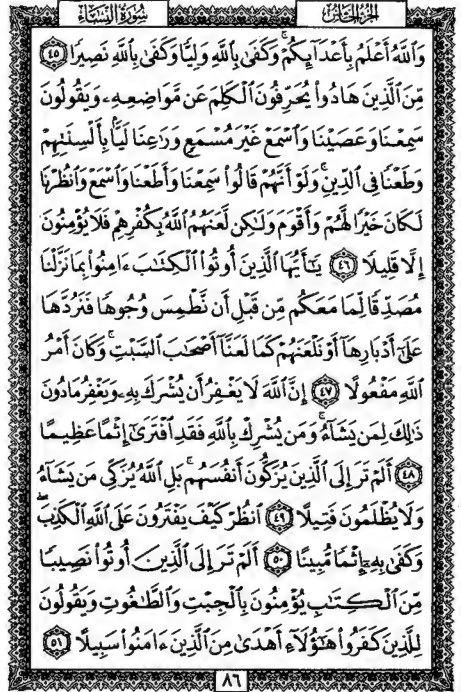 الجزء الخامس
سورة النساء
وَٱللَّهُ أَعۡلَمُ بِأَعۡدَآئِكُمۡۚ وَكَفَىٰ بِٱللَّهِ وَلِيّٗا وَكَفَىٰ بِٱللَّهِ نَصِيرٗا ٤٥
مِّنَ ٱلَّذِينَ هَادُواْ يُحَرِّفُونَ ٱلۡكَلِمَ عَن مَّوَاضِعِهِۦ وَيَقُولُونَ
سَمِعۡنَا وَعَصَيۡنَا وَٱسۡمَعۡ غَيۡرَ مُسۡمَعٖ وَرَٰعِنَا لَيَّۢا بِأَلۡسِنَتِهِمۡ
وَطَعۡنٗا فِي ٱلدِّينِۚ وَلَوۡ أَنَّهُمۡ قَالُواْ سَمِعۡنَا وَأَطَعۡنَا وَٱسۡمَعۡ وَٱنظُرۡنَا
لَكَانَ خَيۡرٗا لَّهُمۡ وَأَقۡوَمَ وَلَٰكِن لَّعَنَهُمُ ٱللَّهُ بِكُفۡرِهِمۡ فَلَا يُؤۡمِنُونَ
إِلَّا قَلِيلٗا ٤٦ يَٰٓأَيُّهَا ٱلَّذِينَ أُوتُواْ ٱلۡكِتَٰبَ ءَامِنُواْ بِمَا نَزَّلۡنَا
مُصَدِّقٗا لِّمَا مَعَكُم مِّن قَبۡلِ أَن نَّطۡمِسَ وُجُوهٗا فَنَرُدَّهَا
عَلَىٰٓ أَدۡبَارِهَآ أَوۡ نَلۡعَنَهُمۡ كَمَا لَعَنَّآ أَصۡحَٰبَ ٱلسَّبۡتِۚ وَكَانَ أَمۡرُ
ٱللَّهِ مَفۡعُولًا ٤٧ إِنَّ ٱللَّهَ لَا يَغۡفِرُ أَن يُشۡرَكَ بِهِۦ وَيَغۡفِرُ مَا دُونَ
ذَٰلِكَ لِمَن يَشَآءُۚ وَمَن يُشۡرِكۡ بِٱللَّهِ فَقَدِ ٱفۡتَرَىٰٓ إِثۡمًا عَظِيمًا
٤٨ أَلَمۡ تَرَ إِلَى ٱلَّذِينَ يُزَكُّونَ أَنفُسَهُمۚ بَلِ ٱللَّهُ يُزَكِّي مَن يَشَآءُ
وَلَا يُظۡلَمُونَ فَتِيلًا ٤٩ ٱنظُرۡ كَيۡفَ يَفۡتَرُونَ عَلَى ٱللَّهِ ٱلۡكَذِبَۖ
وَكَفَىٰ بِهِۦٓ إِثۡمٗا مُّبِينًا ٥٠ أَلَمۡ تَرَ إِلَى ٱلَّذِينَ أُوتُواْ نَصِيبٗا
مِّنَ ٱلۡكِتَٰبِ يُؤۡمِنُونَ بِٱلۡجِبۡتِ وَٱلطَّٰغُوتِ وَيَقُولُونَ
لِلَّذِينَ كَفَرُواْ هَٰٓؤُلَآءِ أَهۡدَىٰ مِنَ ٱلَّذِينَ ءَامَنُواْ سَبِيلًا ٥١
٨٦